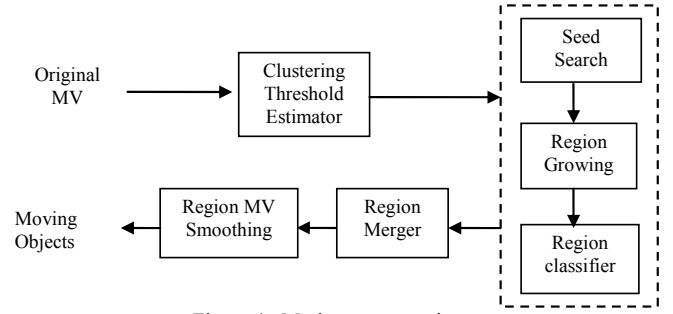 Original
MV
Clustering
Threshold
Estimator
Seed
Search
Region
Growing
Region
classifier
Region
Merger
Region MV
Smoothing
Moving
Objects